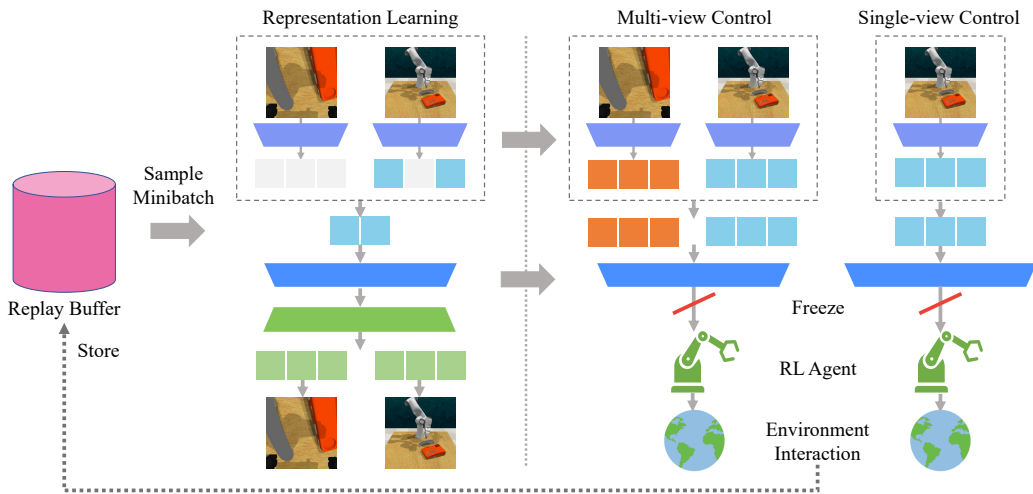 Representation Learning
Multi-view Control
Single-view Control
Sample
Minibatch
Replay Buffer
Store
Freeze
RL Agent
Environment
Interaction